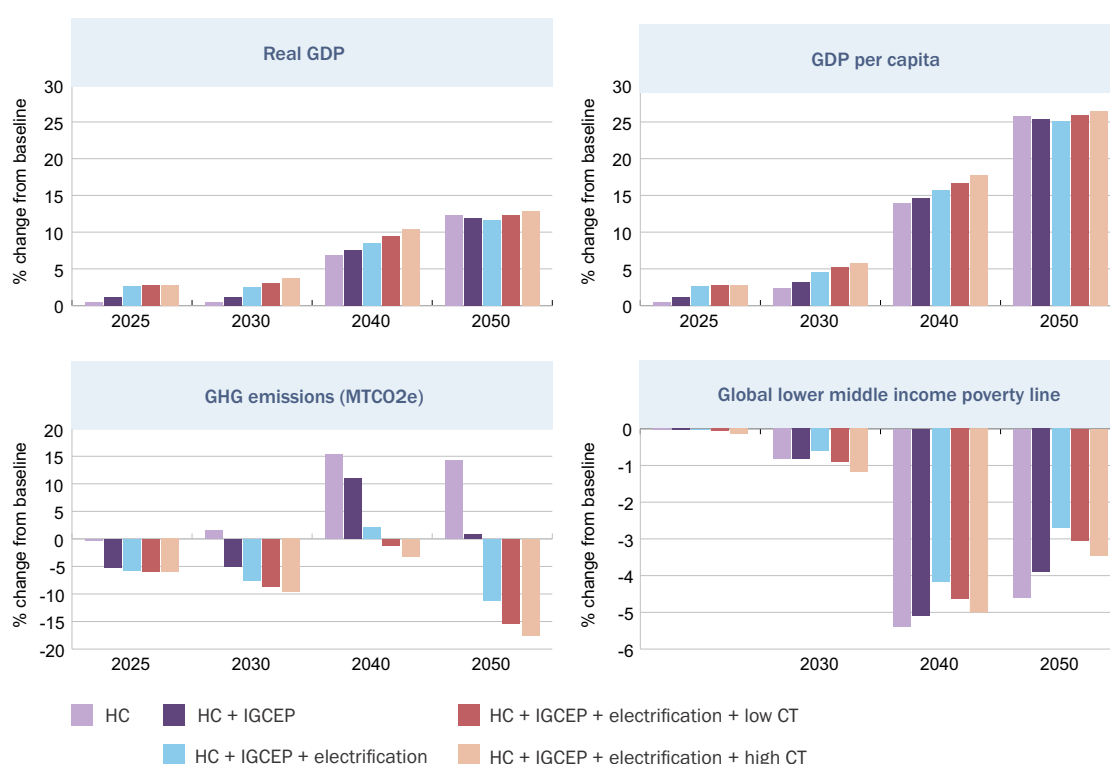 Real GDP
% change from baseline
30
25
20
15
10
5
0
2025 2030 2040 2050
GDP per capita
% change from baseline
30
25
20
15
10
5
0
2025 2030 2040 2050
GHG emissions (MTCO2e)
% change from baseline
20
15
10
5
0
-5
-10
-15
-20
2025 2030 2040 2050
Global lower middle income poverty line
% change from baseline
0
-1
-2
-3
-4
-5
-6
2030 2040 2050
HC
HC + IGCEP
HC + IGCEP + electrification + low CT
HC + IGCEP + electrification
HC + IGCEP + electrification + high CT